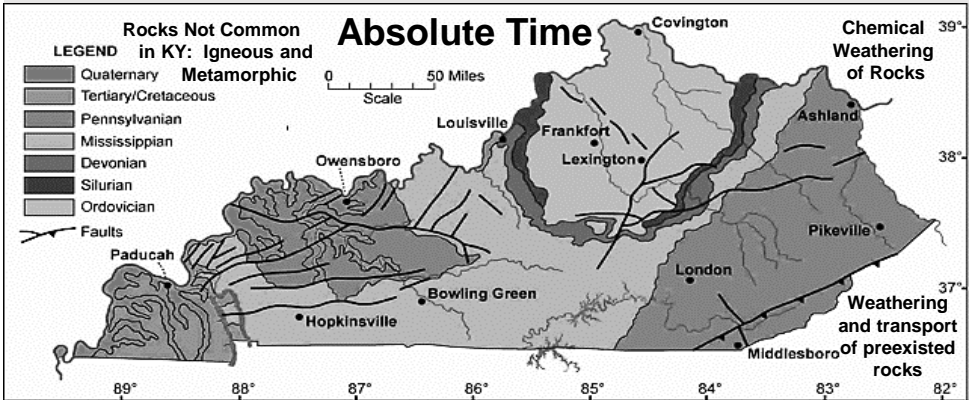 Absolute Time
Rocks Not Common
in KY: Igneous and
Metamorphic
LEGEND
Quaternary
Tertiary/Cretaceous
Pennsylvanian
Mississippian
Devonian
Silurian
Ordovician
Faults
0 50 Miles
Scale
Covington
39°
Chemical
Weathering
of Rocks
Louisville
Frankfort
Lexington
Ashland
38°
Owensboro
Paducah
Pikeville
London
37°
Bowling Green
Hopkinsville
Middlesboro
Weathering
and transport
of preexisted
rocks
89° 88° 87° 86° 85° 84° 83° 82°